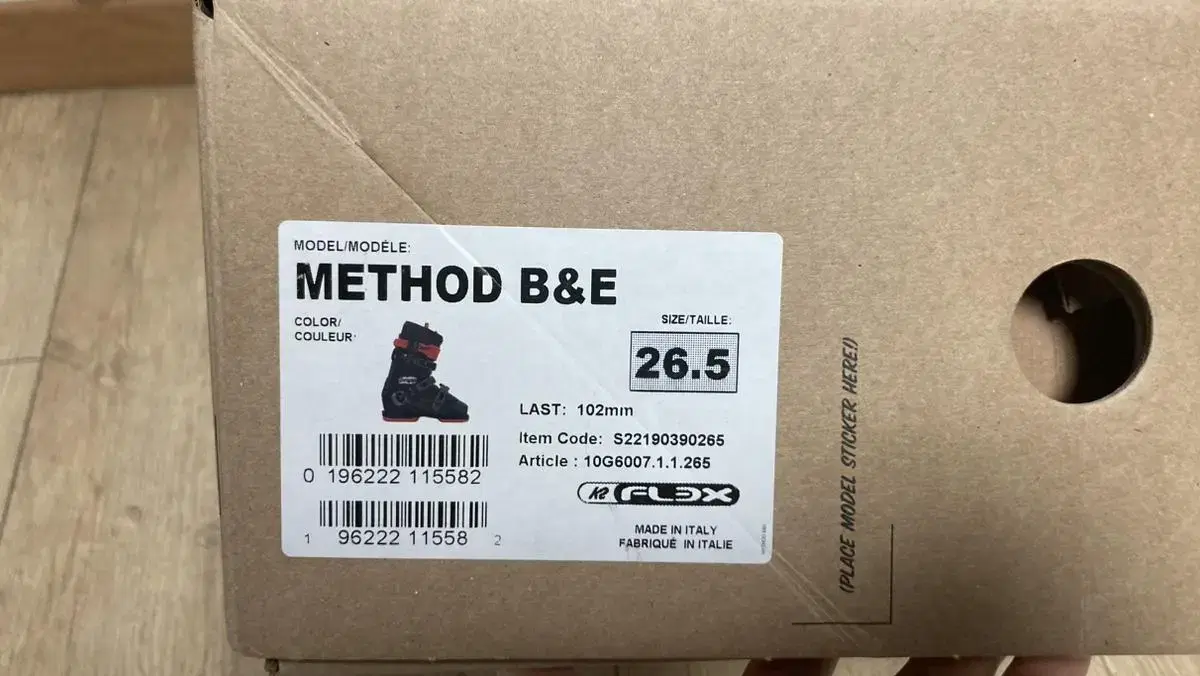 MODEL/MODÈLE:
METHOD B&E
COLOR/
COULEUR:
SIZE/TAILLE:
26.5
LAST: 102mm
Item Code: S22190390265
Article : 10G6007.1.1.265
0 196222 115582
K2 FL3X
1 96222 11558 2
MADE IN ITALY
FABRIQUÉ IN ITALIE
(PLACE MODEL STICKER HERE!)